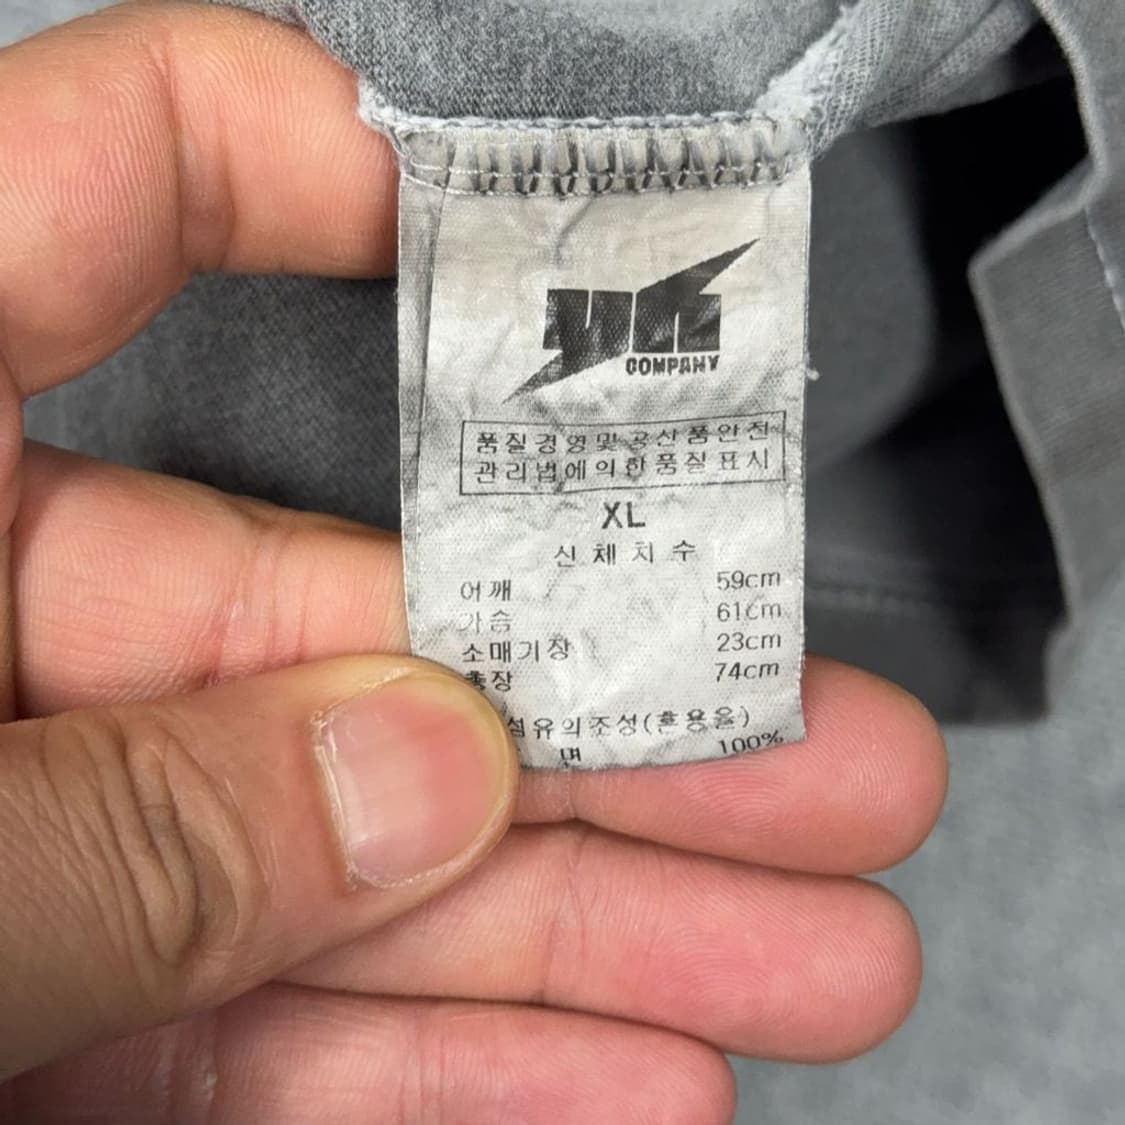 COMPANY
품질경영및공산품안전
관리법에의한품질표시
XL
신체치수
어깨 59cm
가슴 61cm
소매기장 23cm
총장 74cm
섬유의조성(혼용율)
면 100%